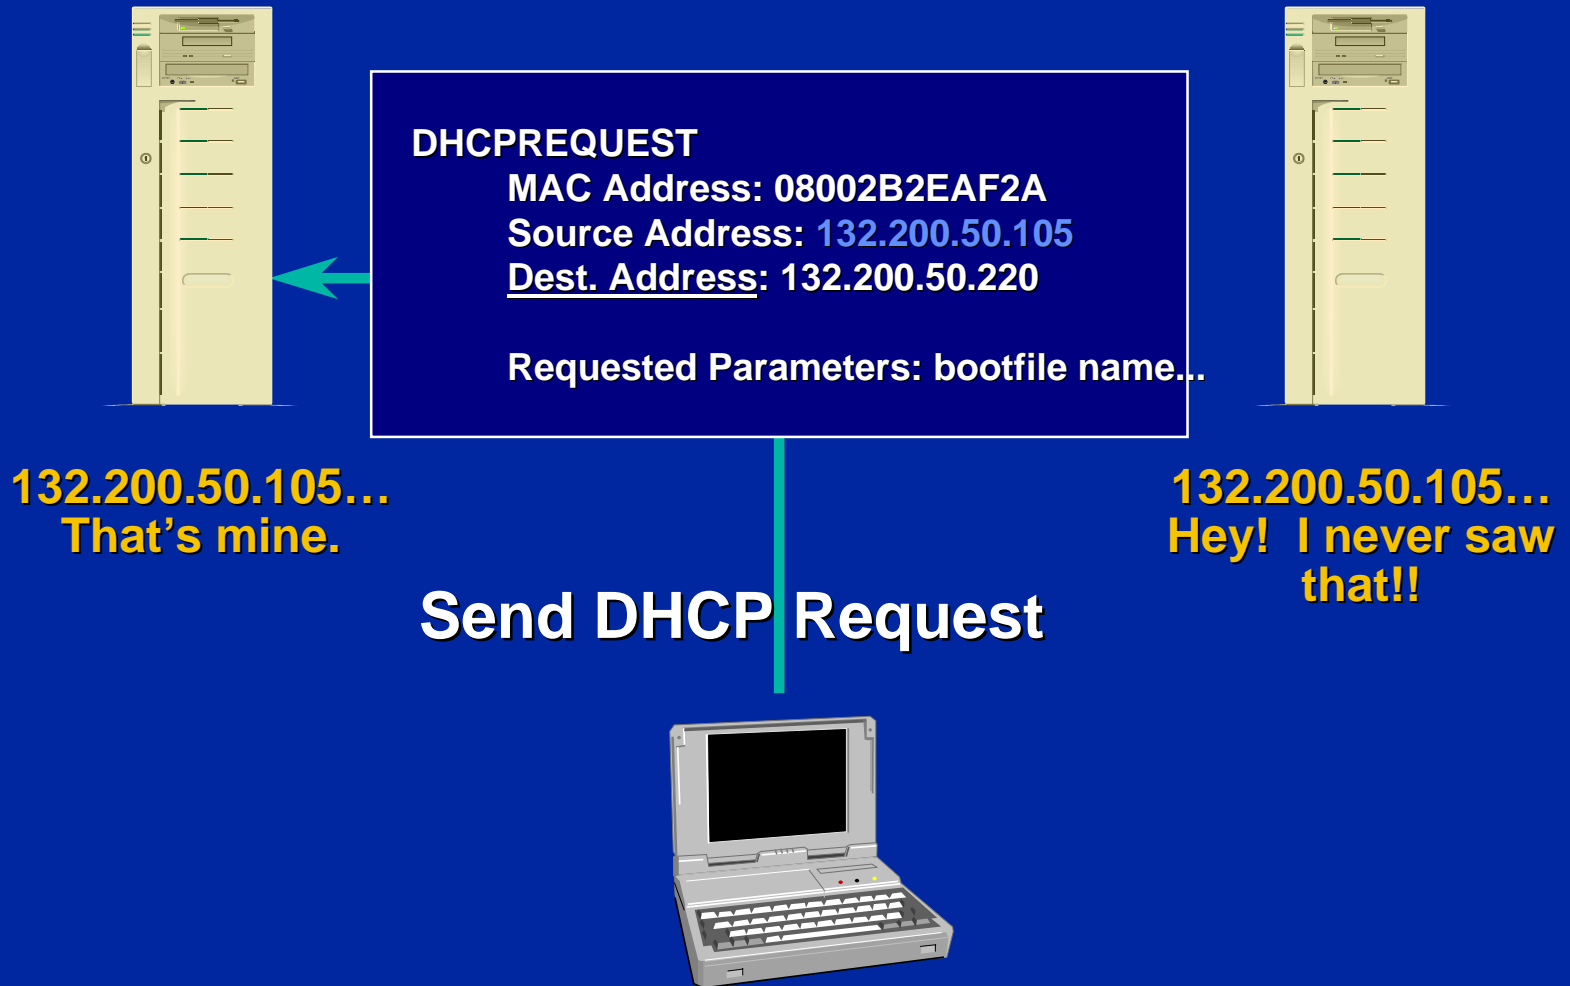 DHCPREQUEST
MAC Address: 08002B2EAF2A
Source Address: 132.200.50.105
Dest. Address: 132.200.50.220
Requested Parameters: bootfile name...
132.200.50.105…
That’s mine.
132.200.50.105…
Hey!  I never saw
that!!
Send DHCP Request